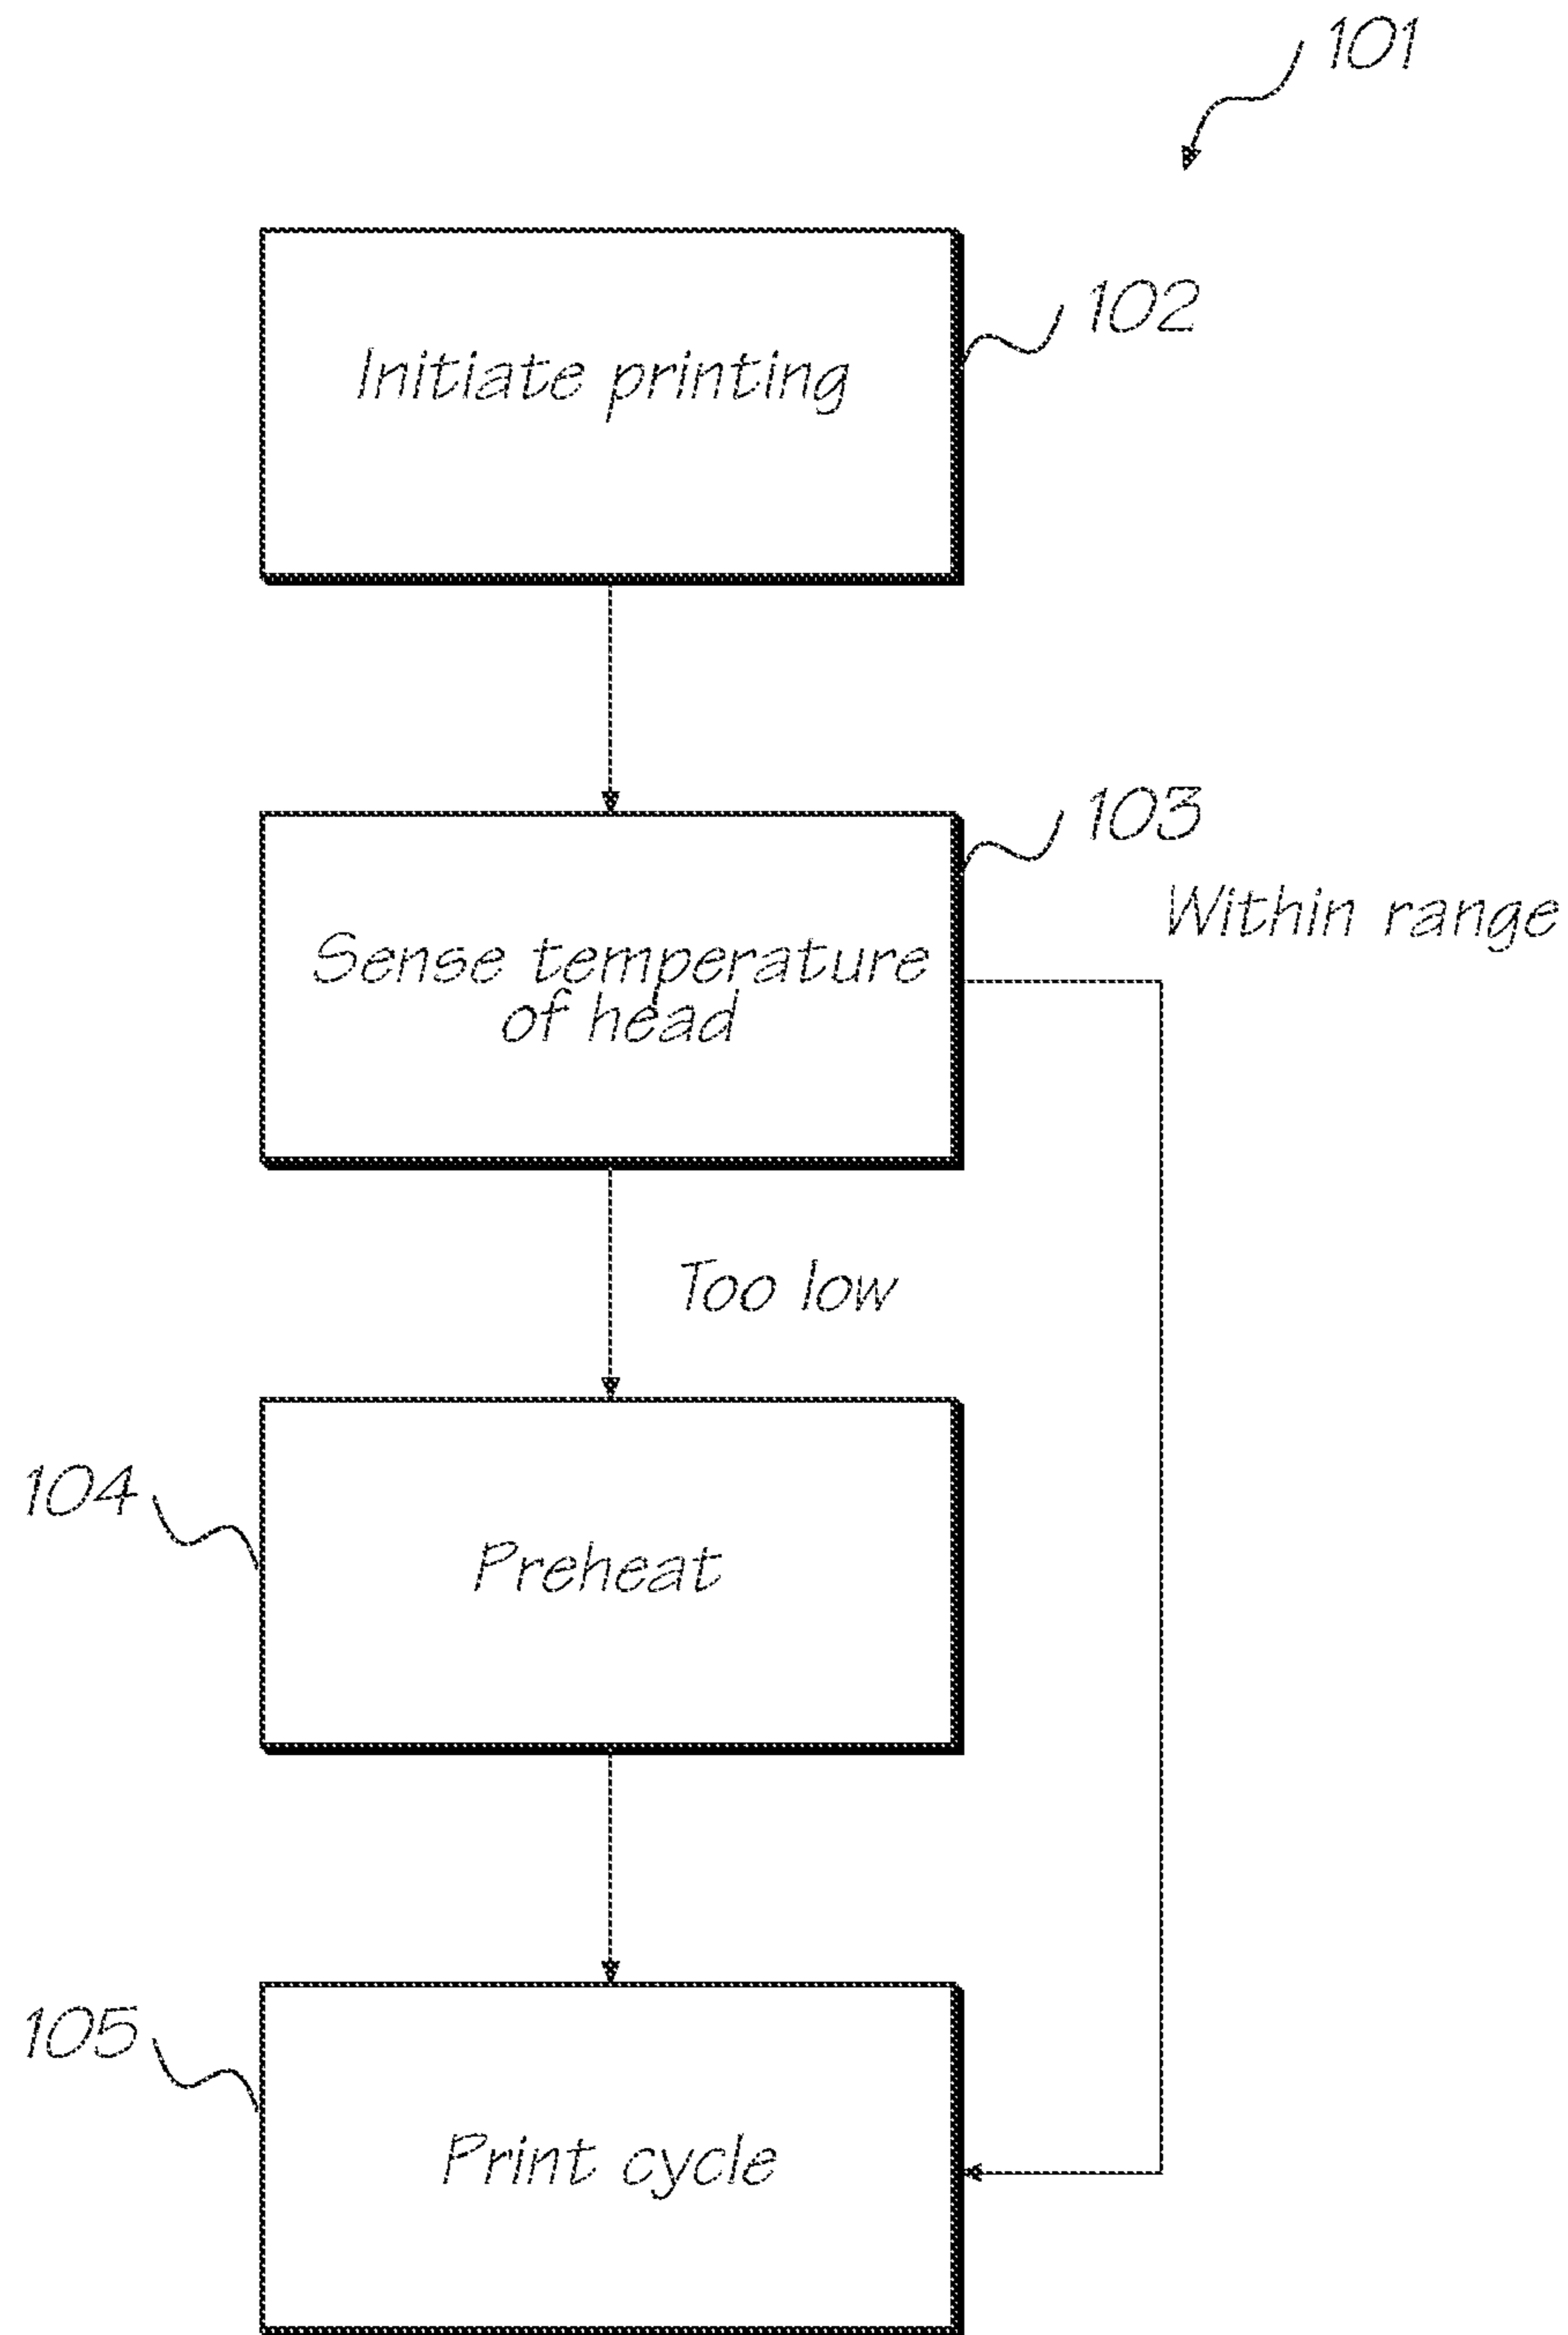 101
102
Initiate printing
103
Within range
Sense temperature
of head
Too low
104
Preheat
105
Print cycle